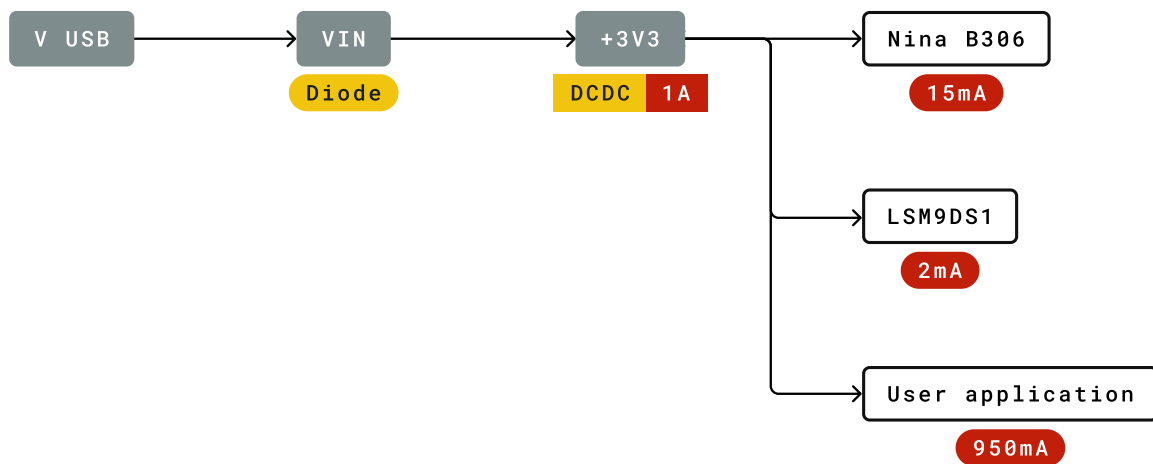 V USB
VIN
+3V3
Nina B306
Diode
DCDC
1A
15mA
LSM9DS1
2mA
User application
950mA